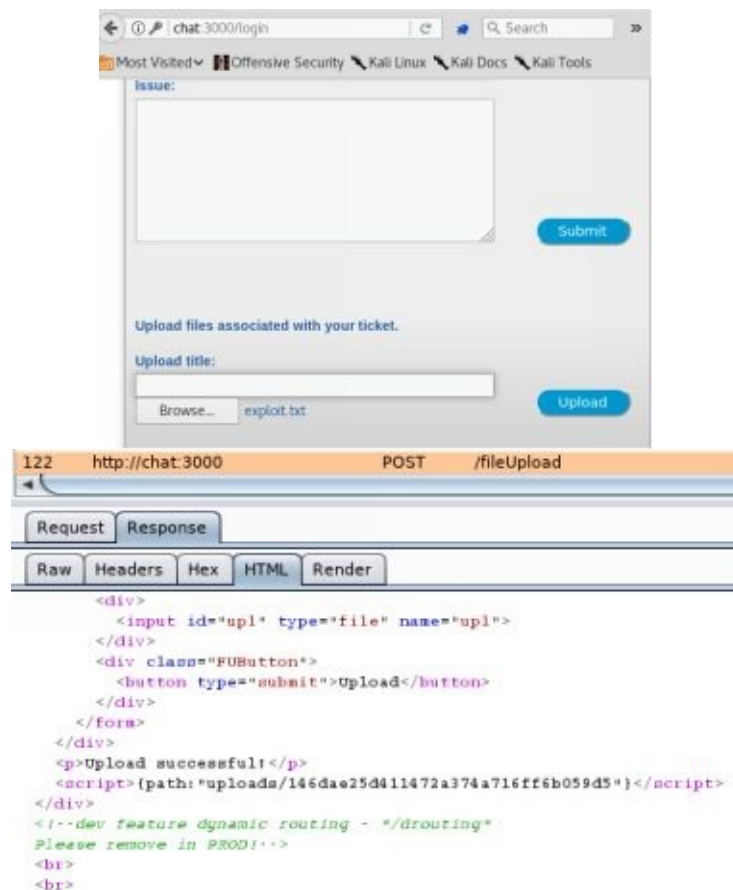 chat:3000/login
Search
Most Visited Offensive Security Kali Linux Kali Docs Kali Tools
Issue:
Submit
Upload files associated with your ticket.
Upload title:
Browse... exploit.txt
Upload
122 http://chat:3000 POST /fileUpload
Request Response
Raw Headers Hex HTML Render
<div>
<input id="upl" type="file" name="upl">
</div>
<div class="FUButton">
<button type="submit">Upload</button>
</div>
</form>
</div>
<p>Upload successful!</p>
<script>{path:"uploads/146dae25d411472a374a716ff6b059d5"}</script>
</div>
<!--dev feature dynamic routing - "/drouting"
Please remove in PROD!-->
<br>
<br>